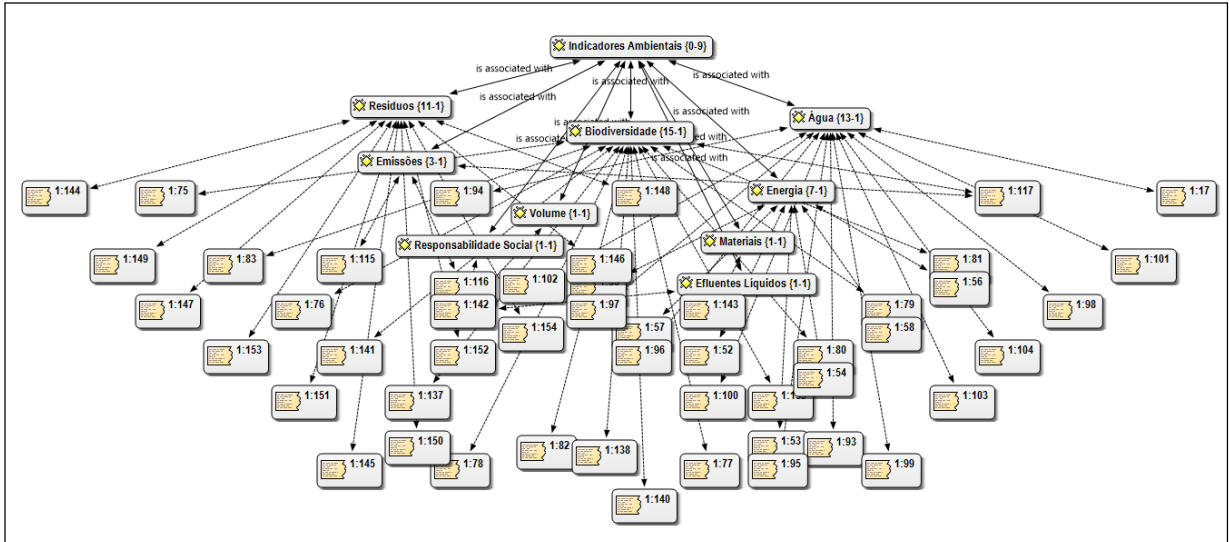 Indicadores Ambientais {0-9}
is associated with
is associated with
is associated with
is associated with
is associated with
Resíduos {11-1}
Biodiversidade {15-1}
Água {13-1}
is associated with
is associated with
Emissões {3-1}
1:144
1:75
1:94
1:148
Energia {7-1}
1:117
1:17
Volume {1-1}
Responsabilidade Social {1-1}
Materiais {1-1}
1:149
1:83
1:115
1:146
1:81
1:101
1:116
1:102
Efluentes Líquidos {1-1}
1:56
1:147
1:76
1:142
1:97
1:143
1:79
1:98
1:154
1:57
1:58
1:153
1:141
1:152
1:96
1:52
1:80
1:104
1:54
1:151
1:137
1:100
1:103
1:150
1:82
1:138
1:53
1:93
1:145
1:78
1:77
1:95
1:99
1:140